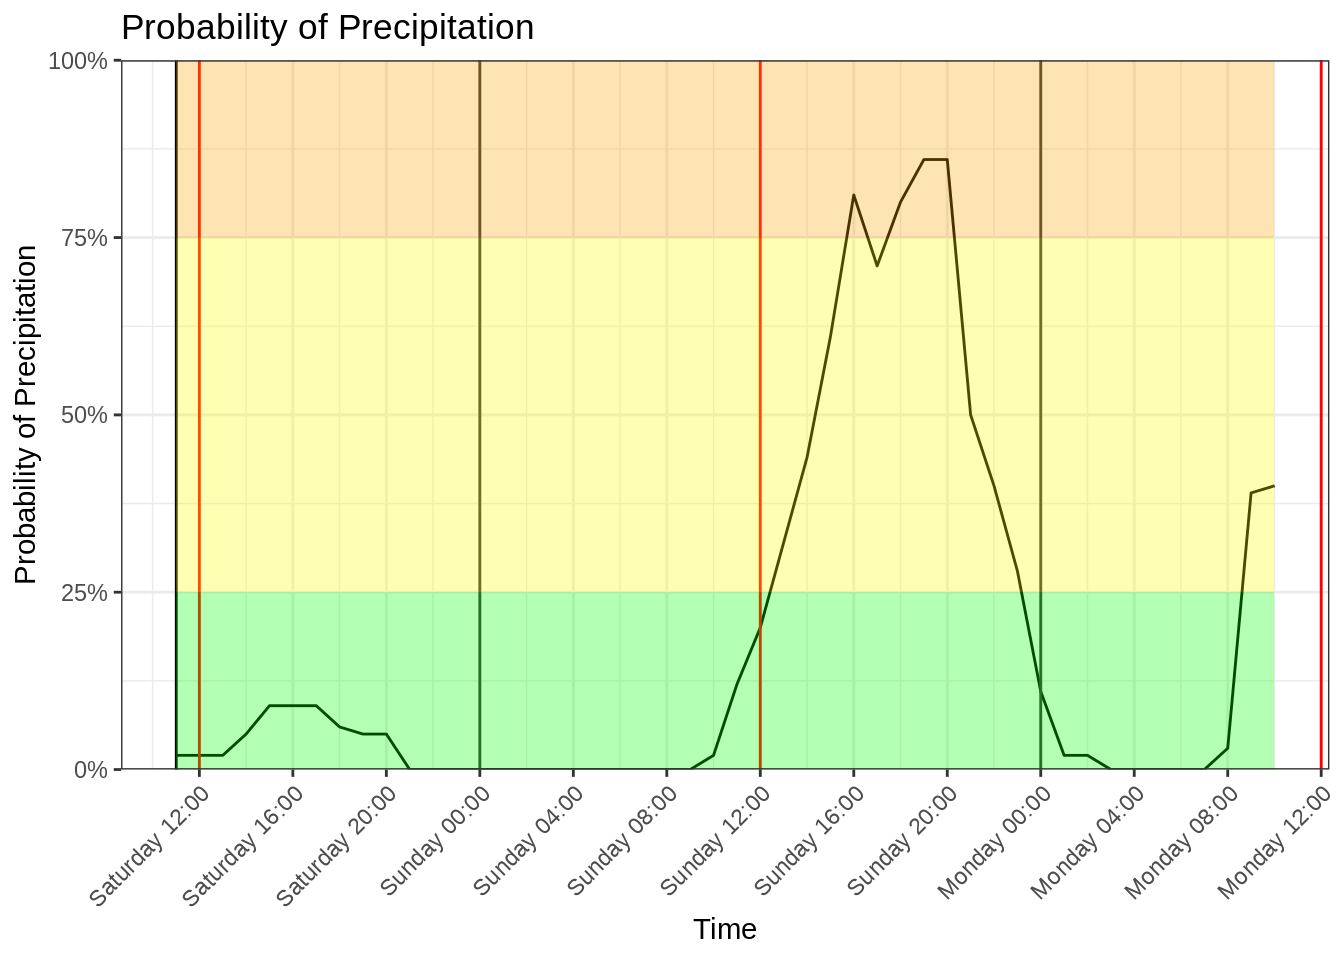 Probability of Precipitation
Probability of Precipitation
100%
75%
50%
25%
0%
Saturday 12:00
Saturday 16:00
Saturday 20:00
Sunday 00:00
Sunday 04:00
Sunday 08:00
Sunday 12:00
Sunday 16:00
Sunday 20:00
Monday 00:00
Monday 04:00
Monday 08:00
Monday 12:00
Time